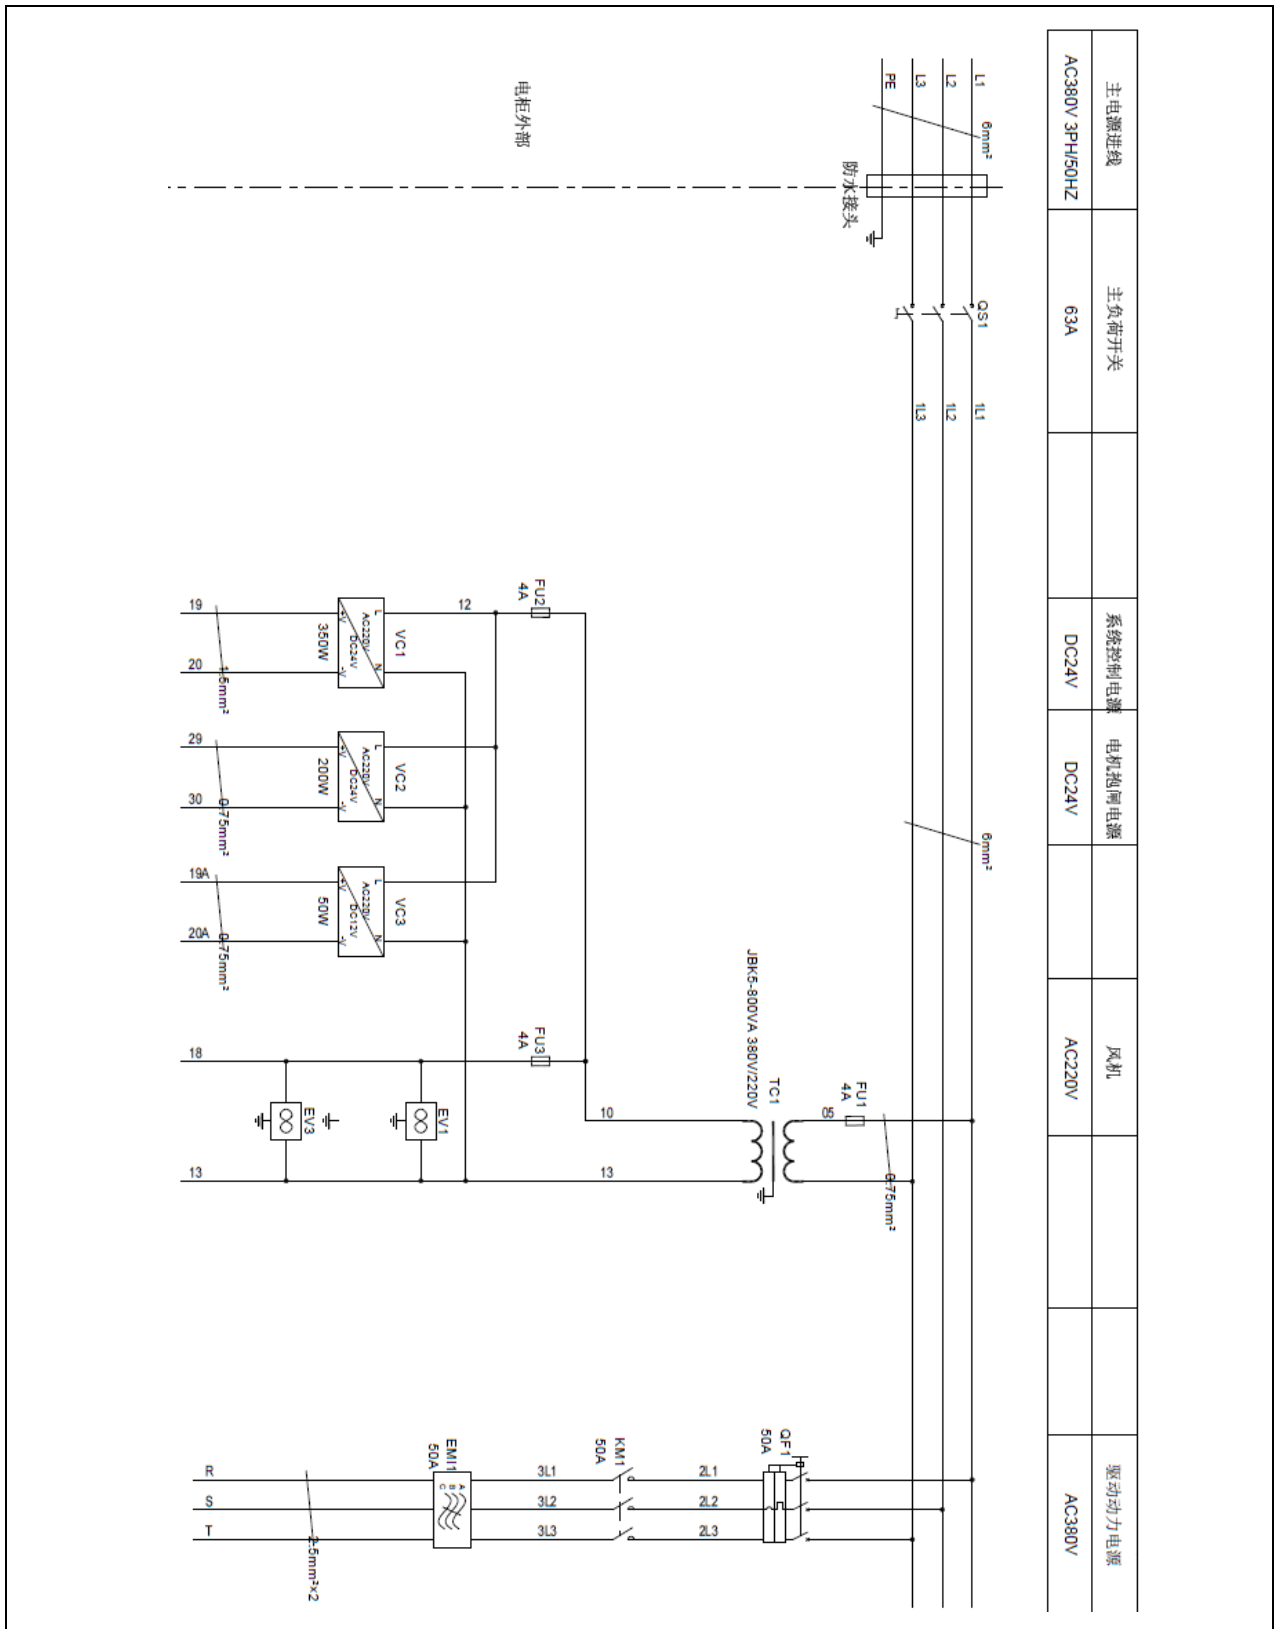 主电源进线
主负荷开关
系统控制电源
电机抱闸电源
风机
驱动动力电源
AC380V 3PH/50HZ
63A
DC24V
DC24V
AC220V
AC380V
L1
L2
L3
PE
6mm²
防水接头
电柜外部
QS1
1L1
1L2
1L3
6mm²
FU1
4A
05
0.75mm²
TC1
JBK5-800VA 380V/220V
10
13
FU2
4A
12
FU3
4A
VC1
L
N
AC220V
DC24V
+V
-V
350W
19
20
1.5mm²
VC2
L
N
AC220V
DC24V
+V
-V
200W
29
30
0.75mm²
VC3
L
N
AC220V
DC12V
+V
-V
50W
19A
20A
0.75mm²
EV1
EV3
18
13
QF1
50A
2L1
2L2
2L3
KM1
50A
3L1
3L2
3L3
EMI1
50A
A
B
C
R
S
T
2.5mm²×2